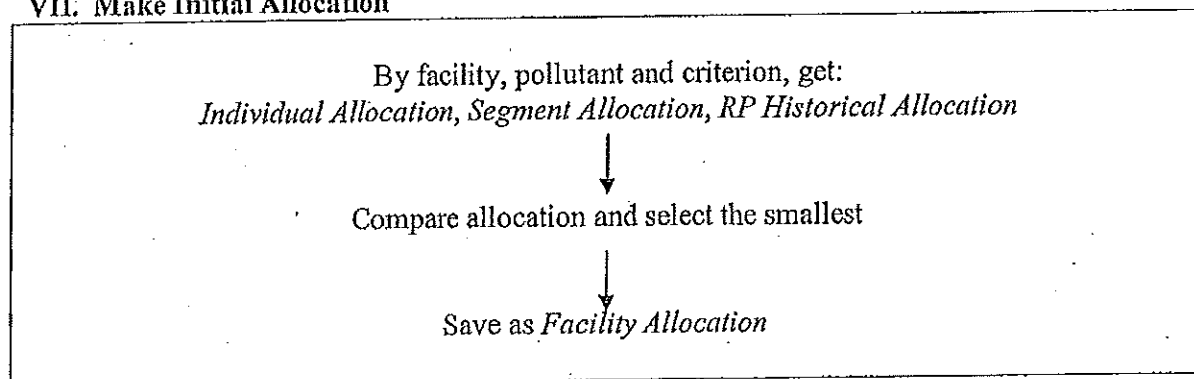 VII. Make Initial Allocation
By facility, pollutant and criterion, get:
Individual Allocation, Segment Allocation, RP Historical Allocation
Compare allocation and select the smallest
Save as Facility Allocation